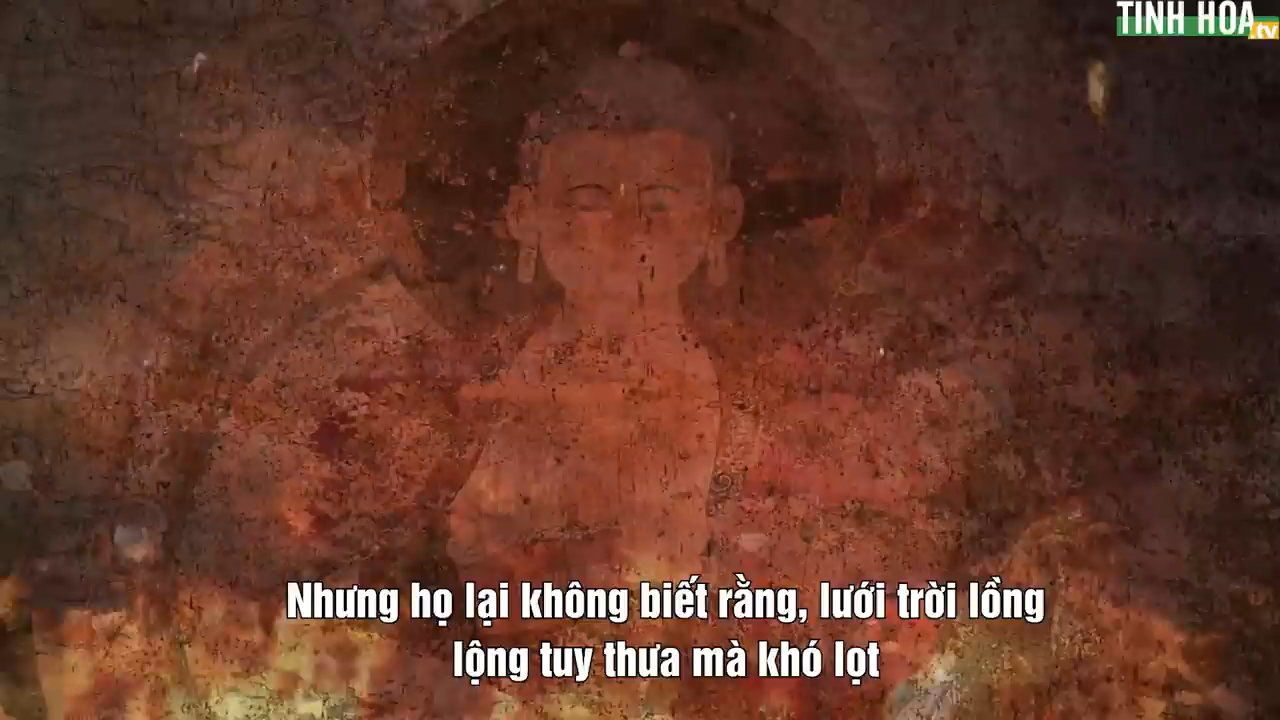 TINH HOA
.tv
Nhưng họ lại không biết rằng, lưới trời lồng
lộng tuy thưa mà khó lọt